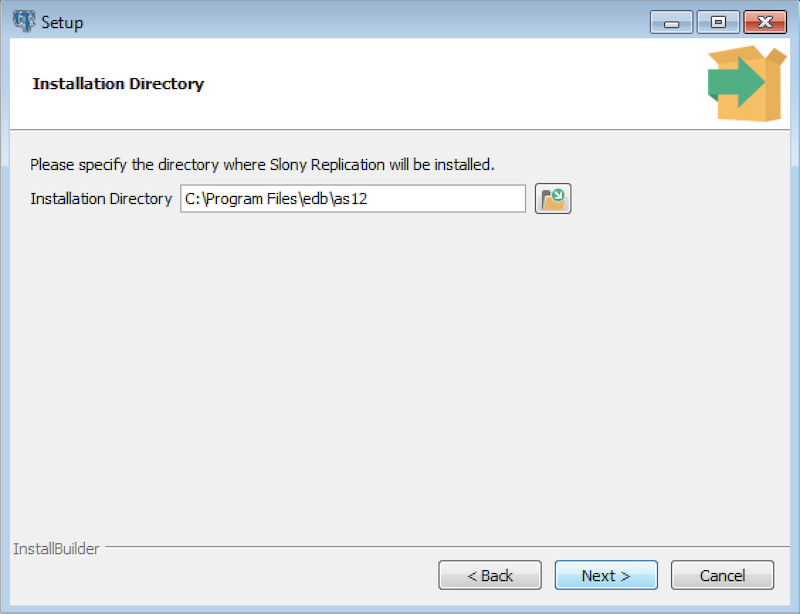 Setup
Installation Directory
Please specify the directory where Slony Replication will be installed.
Installation Directory C:\Program Files\edb\as12
InstallBuilder
< Back Next > Cancel